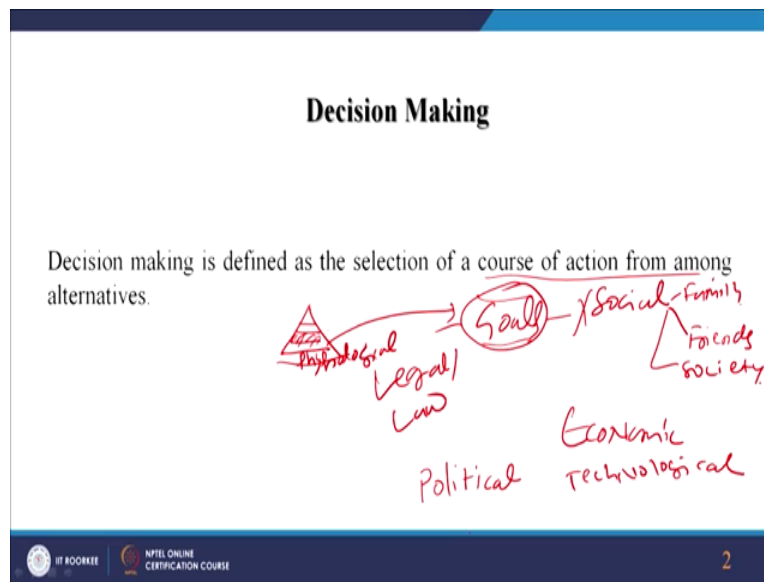 Decision Making
Decision making is defined as the selection of a course of action from among
alternatives.
Goals
Social - Family
Friends
Society
Legal/
Law
Economic
Political
Technological
IIT ROORKEE
NPTEL ONLINE
CERTIFICATION COURSE
2